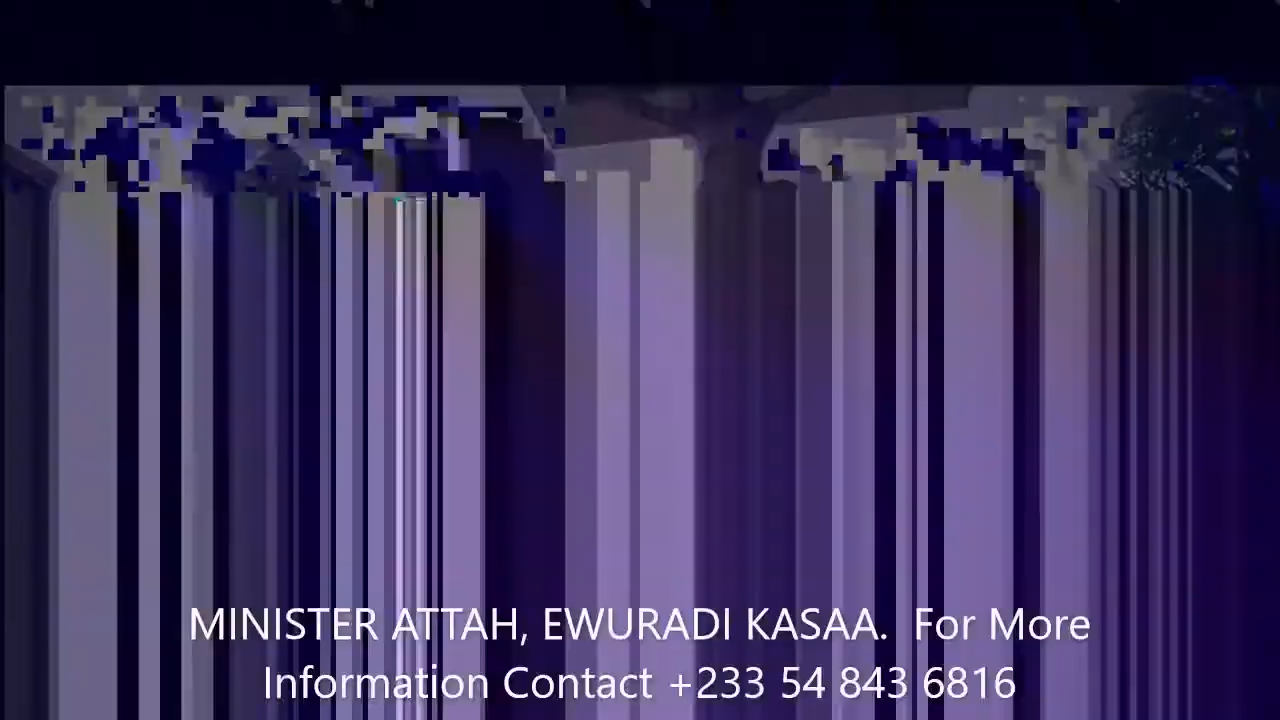 MINISTER ATTAH, EWURADI KASAA.  For More
Information Contact +233 54 843 6816